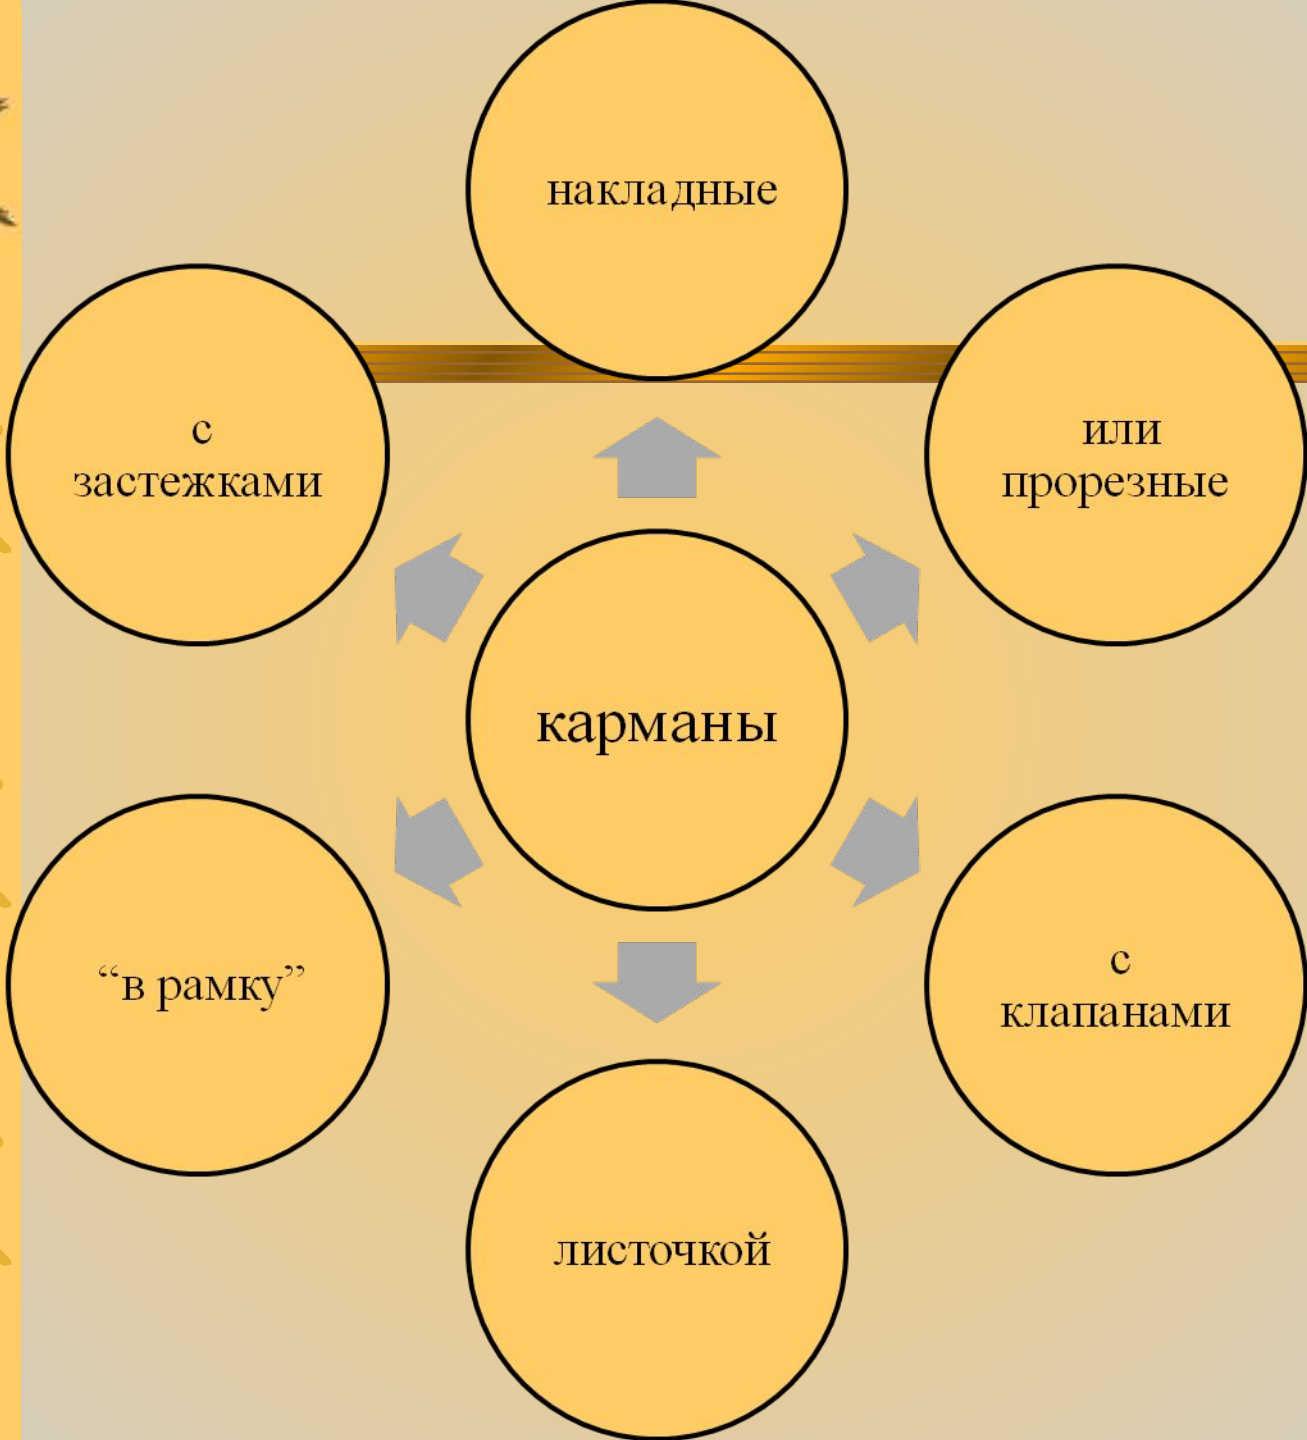 накладные
с
застежками
или
прорезные
карманы
“в рамку”
с
клапанами
листочкой